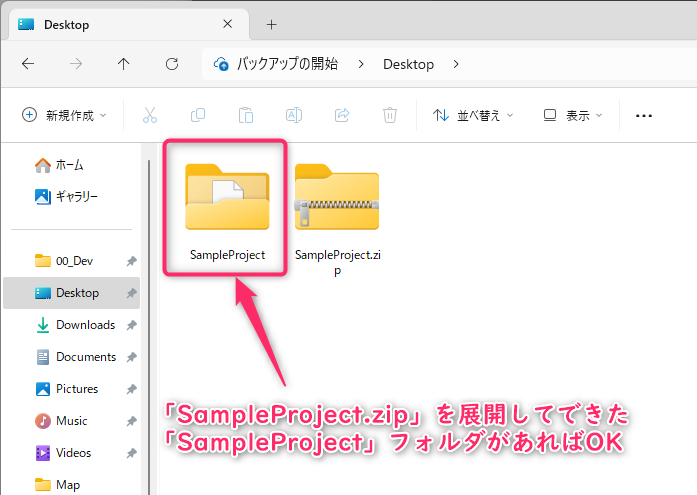 Desktop
バックアップの開始 Desktop
新規作成 並べ替え 表示
ホーム
ギャラリー
00_Dev
Desktop
Downloads
Documents
Pictures
Music
Videos
Map
SampleProject
SampleProject.zi
p
「SampleProject.zip」を展開してできた
「SampleProject」フォルダがあればOK